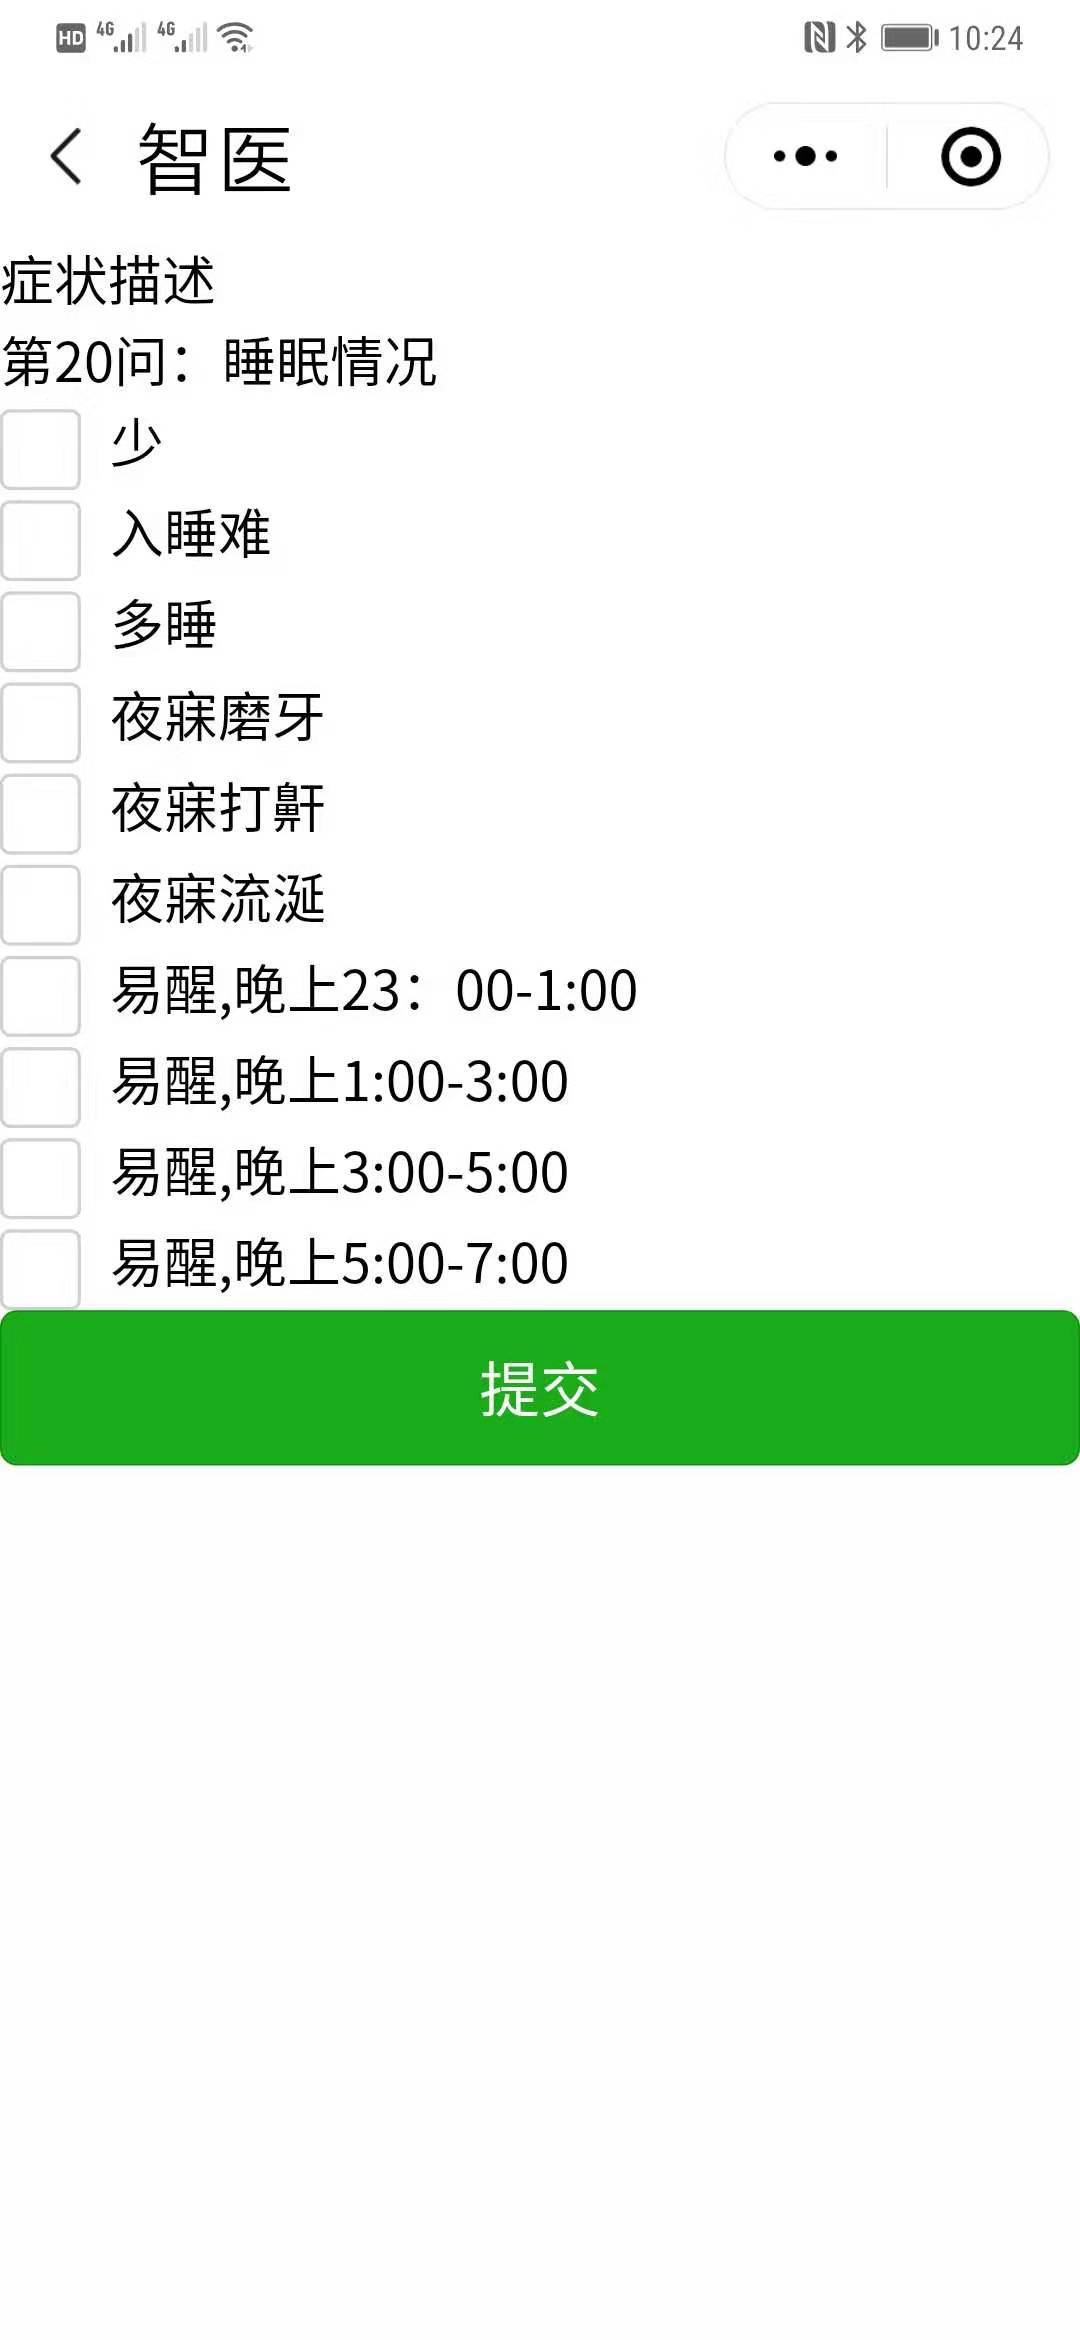 HD 4G 4G 10:24
智医
症状描述
第20问：睡眠情况
少
入睡难
多睡
夜寐磨牙
夜寐打鼾
夜寐流涎
易醒,晚上23：00-1:00
易醒,晚上1:00-3:00
易醒,晚上3:00-5:00
易醒,晚上5:00-7:00
提交